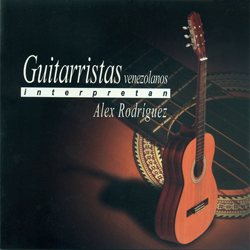 Guitarristas venezolanos
interpretan
Alex Rodríguez